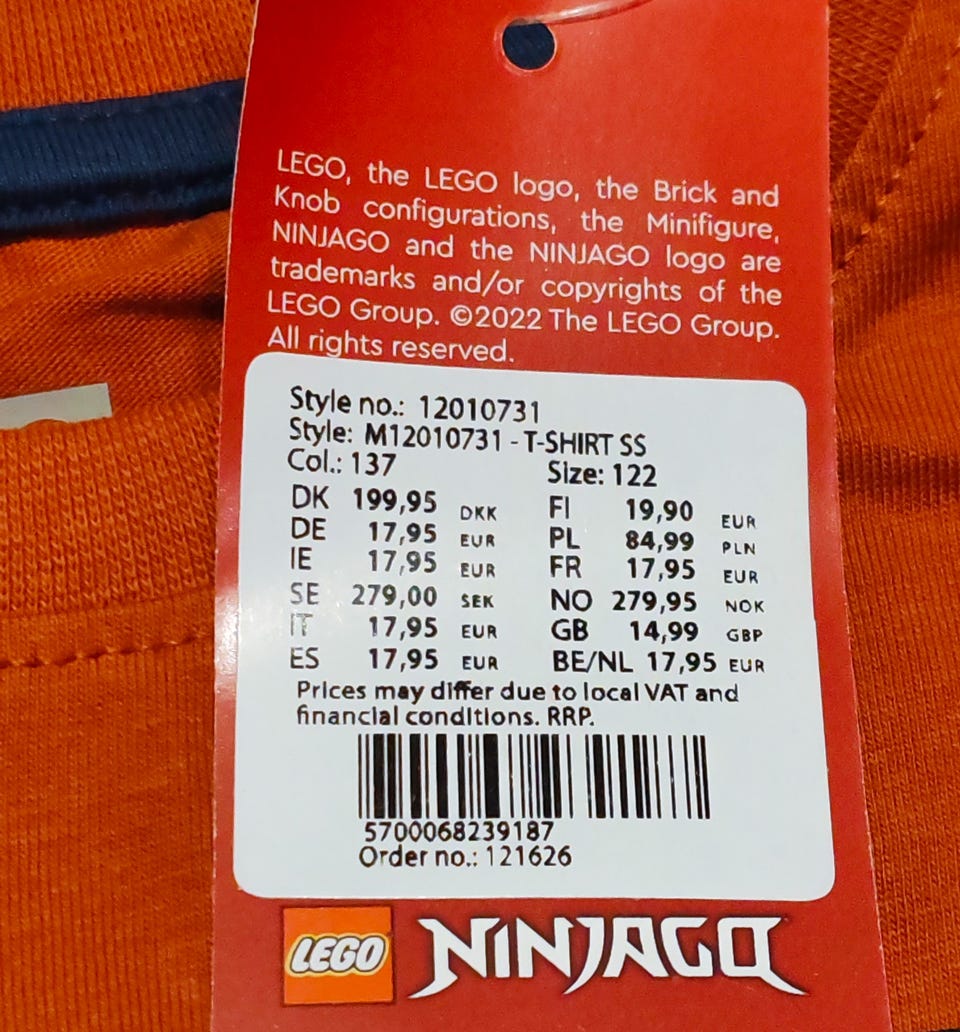 LEGO, the LEGO logo, the Brick and
Knob configurations, the Minifigure,
NINJAGO and the NINJAGO logo are
trademarks and/or copyrights of the
LEGO Group. ©2022 The LEGO Group.
All rights reserved.
Style no.: 12010731
Style: M12010731 - T-SHIRT SS
Col.: 137 Size: 122
DK 199,95 DKK FI 19,90 EUR
DE 17,95 EUR PL 84,99 PLN
IE 17,95 EUR FR 17,95 EUR
SE 279,00 SEK NO 279,95 NOK
IT 17,95 EUR GB 14,99 GBP
ES 17,95 EUR BE/NL 17,95 EUR
Prices may differ due to local VAT and
financial conditions. RRP.
5700068239187
Order no.: 121626
LEGO NINJAGO